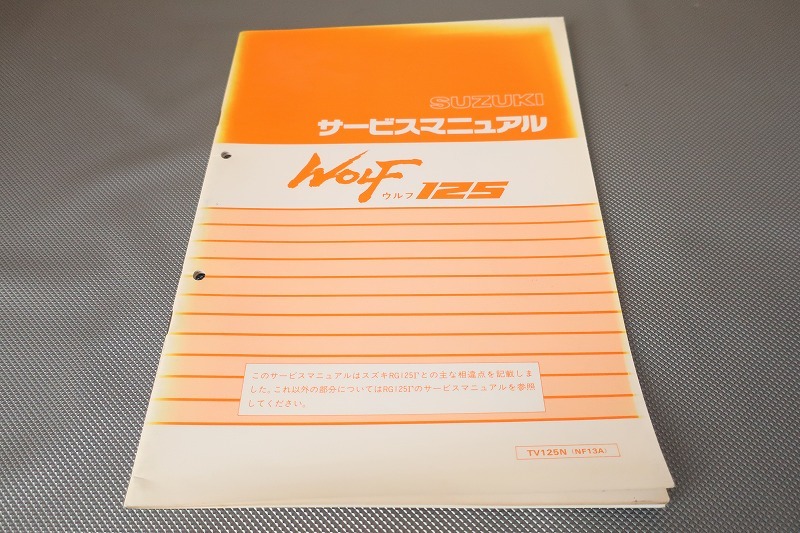 SUZUKI
サービスマニュアル
WOLF 125
ウルフ
このサービスマニュアルはスズキRG125Γとの主な相違点を記載しま
した。これ以外の部分についてはRG125Γのサービスマニュアルを参照
してください。
TV125N (NF13A)